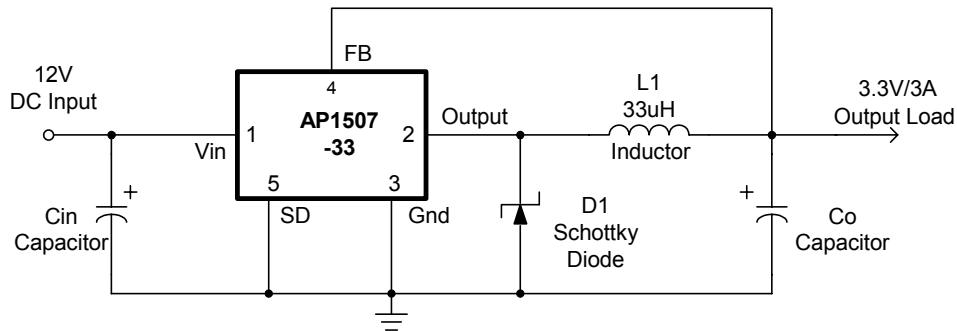 FB
4
12V
DC Input
L1
33uH
3.3V/3A
Output Load
AP1507
-33
1
2
Output
Vin
Inductor
5
3
SD
Gnd
+
Cin
Capacitor
D1
Schottky
Diode
+
Co
Capacitor